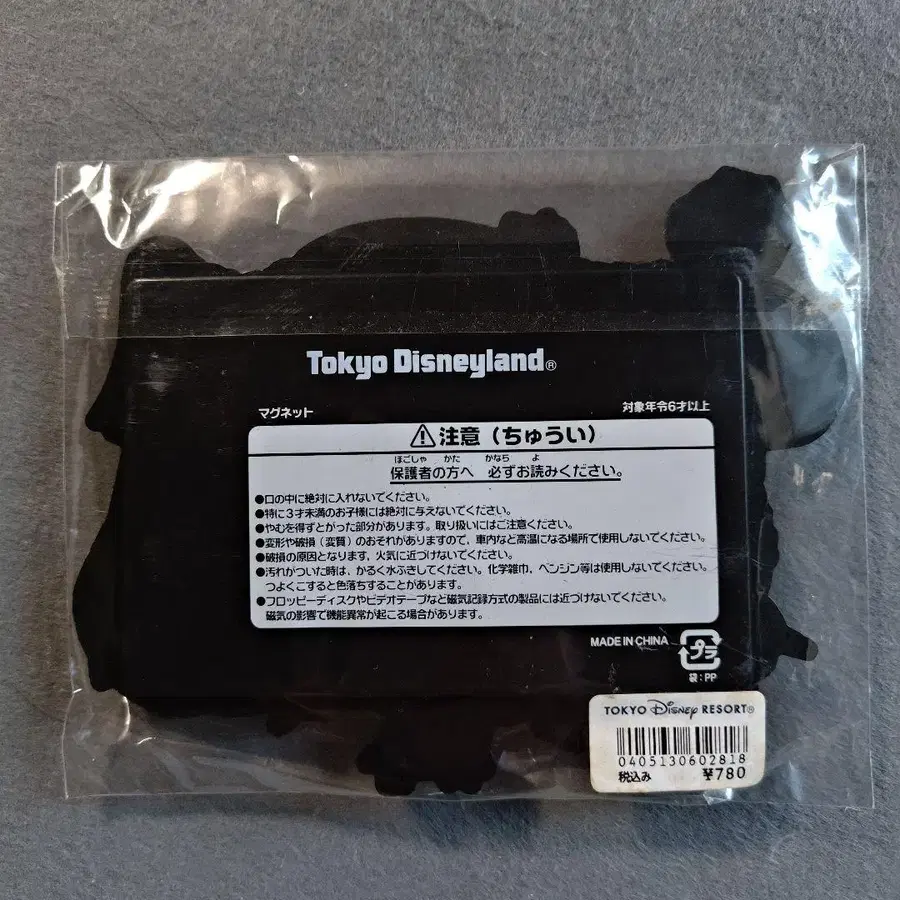 Tokyo Disneyland®
マグネット
対象年令6才以上
⚠注意（ちゅうい）
ほごしゃ かた かなら よ
保護者の方へ 必ずお読みください。
●口の中に絶対に入れないでください。
●特に3才未満のお子様には絶対に与えないでください。
●やむを得ずとがった部分があります。取り扱いにはご注意ください。
●変形や破損（変質）のおそれがありますので、車内など高温になる場所で使用しないでください。
●破損の原因となります、火気に近づけないでください。
●汚れがついた時は、かるく水ぶきしてください。化学雑巾、ベンジン等は使用しないでください。
つよくこすると色落ちすることがあります。
●フロッピーディスクやビデオテープなど磁気記録方式の製品には近づけないでください。
磁気の影響で機能異常が起こる場合があります。
MADE IN CHINA
プラ
袋：PP
TOKYO Disney RESORT®
0405130602818
税込み ¥780